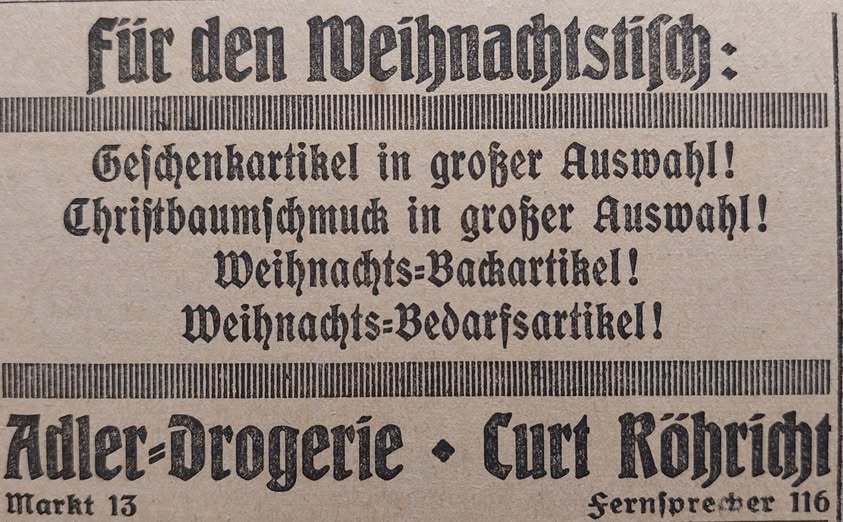 Für den Weihnachtstisch:
Geschenkartikel in großer Auswahl!
Christbaumschmuck in großer Auswahl!
Weihnachts=Backartikel!
Weihnachts=Bedarfsartikel!
Adler=Drogerie ⬥ Curt Röhricht
Markt 13 Fernsprecher 116